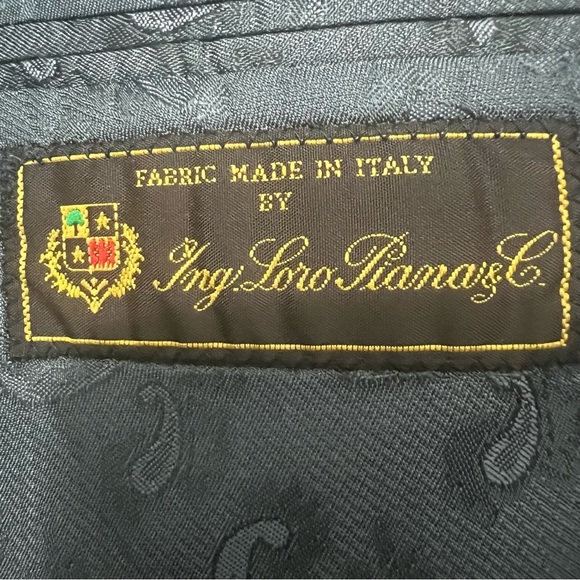 FABRIC MADE IN ITALY
BY
Ing. Loro Piana & C.